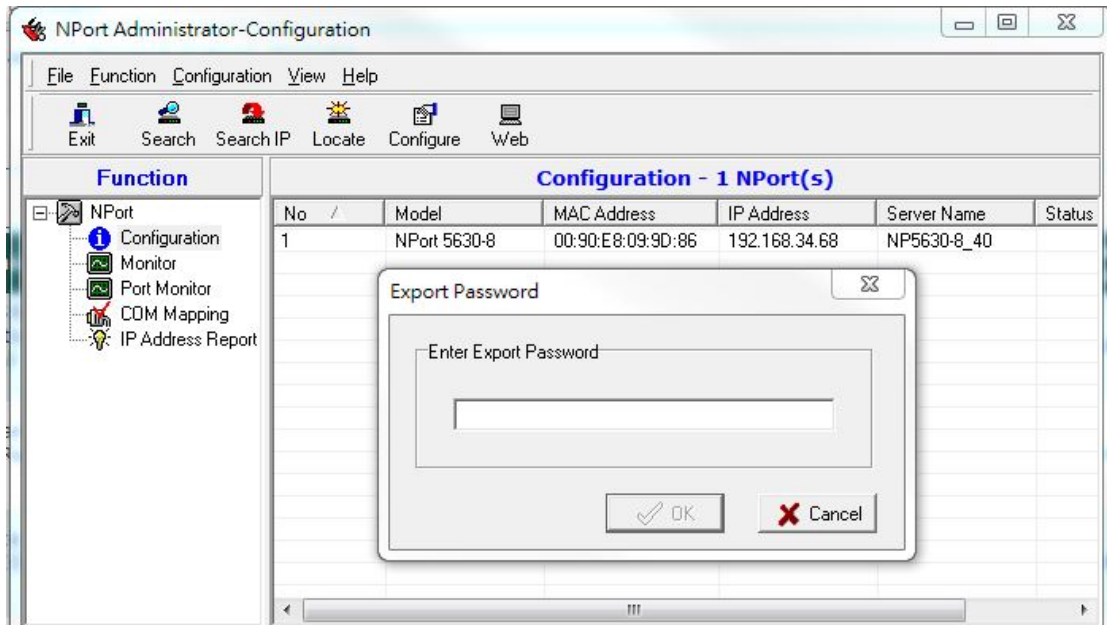 NPort Administrator-Configuration
File Function Configuration View Help
Exit Search Search IP Locate Configure Web
Function
Configuration - 1 NPort(s)
NPort
Configuration
Monitor
Port Monitor
COM Mapping
IP Address Report
No Model MAC Address IP Address Server Name Status
1 NPort 5630-8 00:90:E8:09:9D:86 192.168.34.68 NP5630-8_40
Export Password
Enter Export Password
OK Cancel